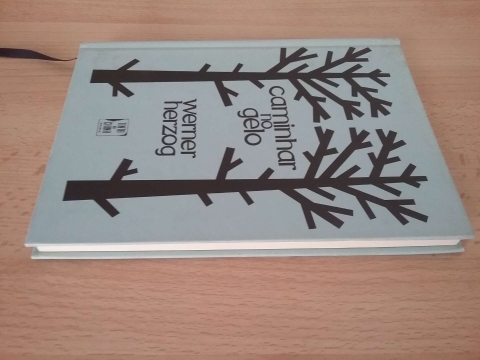 caminhar
no
gelo
werner
herzog